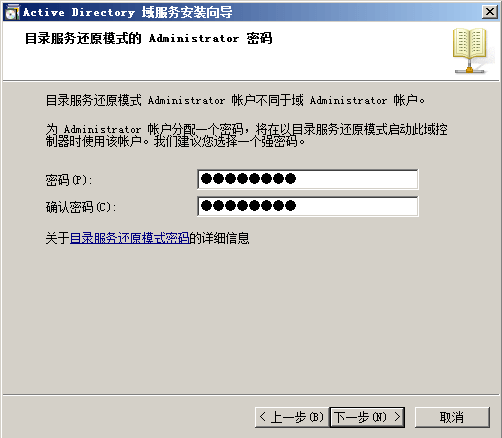 Active Directory 域服务安装向导
目录服务还原模式的 Administrator 密码
目录服务还原模式 Administrator 帐户不同于域 Administrator 帐户。
为 Administrator 帐户分配一个密码，将在以目录服务还原模式启动此域控
制器时使用该帐户。我们建议您选择一个强密码。
密码(P):
●●●●●●●●
确认密码(C):
●●●●●●●●
关于目录服务还原模式密码的详细信息
< 上一步(B) 下一步(N) > 取消